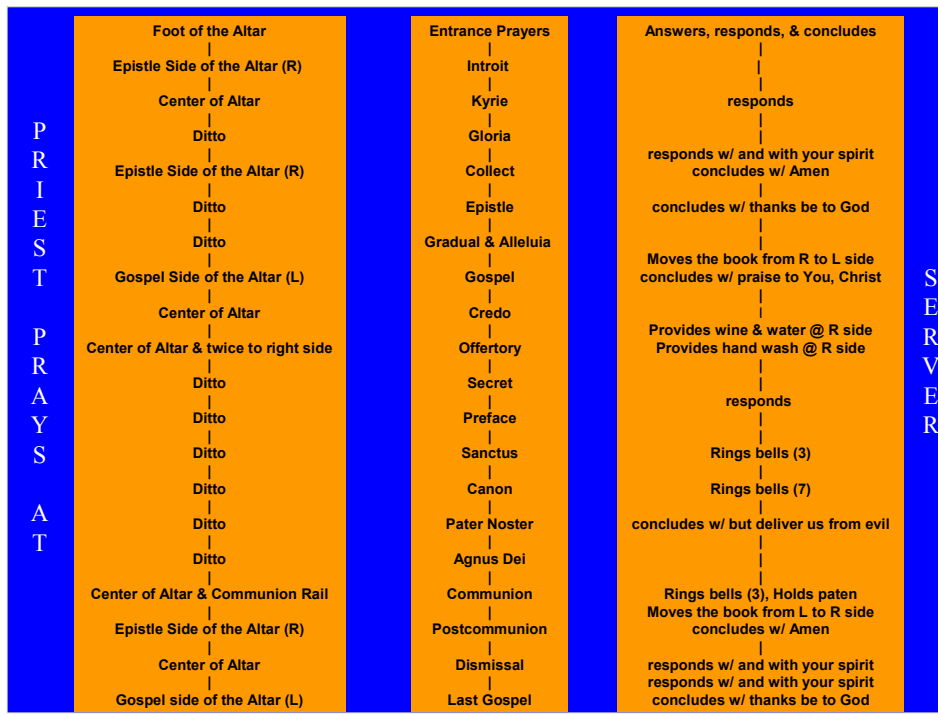 PRIEST PRAYS AT
Foot of the Altar
|
Epistle Side of the Altar (R)
|
Center of Altar
|
Ditto
|
Epistle Side of the Altar (R)
|
Ditto
|
Ditto
|
Gospel Side of the Altar (L)
|
Center of Altar
|
Center of Altar & twice to right side
|
Ditto
|
Ditto
|
Ditto
|
Ditto
|
Ditto
|
Ditto
|
Center of Altar & Communion Rail
|
Epistle Side of the Altar (R)
|
Center of Altar
|
Gospel side of the Altar (L)
Entrance Prayers
|
Introit
|
Kyrie
|
Gloria
|
Collect
|
Epistle
|
Gradual & Alleluia
|
Gospel
|
Credo
|
Offertory
|
Secret
|
Preface
|
Sanctus
|
Canon
|
Pater Noster
|
Agnus Dei
|
Communion
|
Postcommunion
|
Dismissal
|
Last Gospel
Answers, responds, & concludes
|
|
|
responds
|
|
responds w/ and with your spirit
concludes w/ Amen
|
concludes w/ thanks be to God
|
Moves the book from R to L side
concludes w/ praise to You, Christ
|
Provides wine & water @ R side
Provides hand wash @ R side
|
responds
|
Rings bells (3)
|
Rings bells (7)
|
concludes w/ but deliver us from evil
|
|
|
Rings bells (3), Holds paten
Moves the book from L to R side
concludes w/ Amen
|
responds w/ and with your spirit
responds w/ and with your spirit
concludes w/ thanks be to God
SERVER